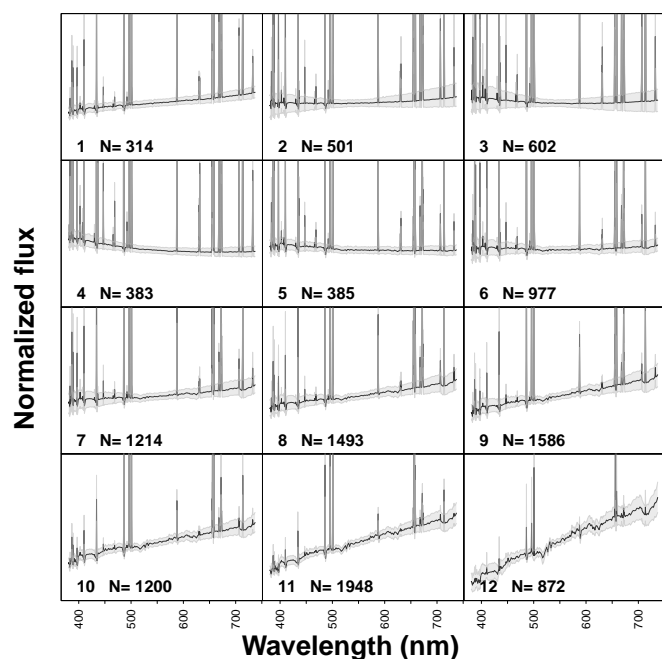 Normalized flux
1 N= 314
2 N= 501
3 N= 602
4 N= 383
5 N= 385
6 N= 977
7 N= 1214
8 N= 1493
9 N= 1586
10 N= 1200
11 N= 1948
12 N= 872
400 500 600 700 400 500 600 700 400 500 600 700
Wavelength (nm)